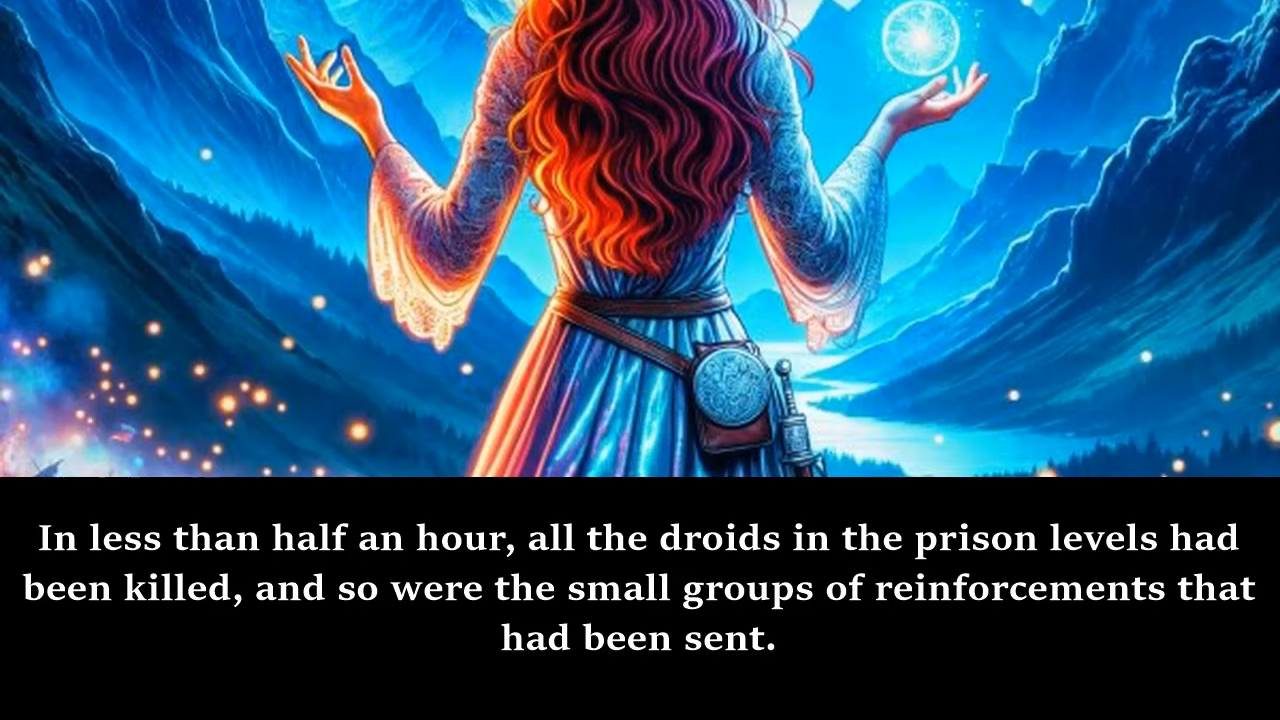 In less than half an hour, all the droids in the prison levels had
been killed, and so were the small groups of reinforcements that
had been sent.